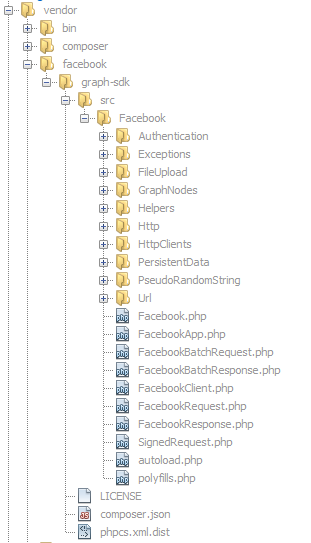 vendor
bin
composer
facebook
graph-sdk
src
Facebook
Authentication
Exceptions
FileUpload
GraphNodes
Helpers
Http
HttpClients
PersistentData
PseudoRandomString
Url
Facebook.php
FacebookApp.php
FacebookBatchRequest.php
FacebookBatchResponse.php
FacebookClient.php
FacebookRequest.php
FacebookResponse.php
SignedRequest.php
autoload.php
polyfills.php
LICENSE
composer.json
phpcs.xml.dist